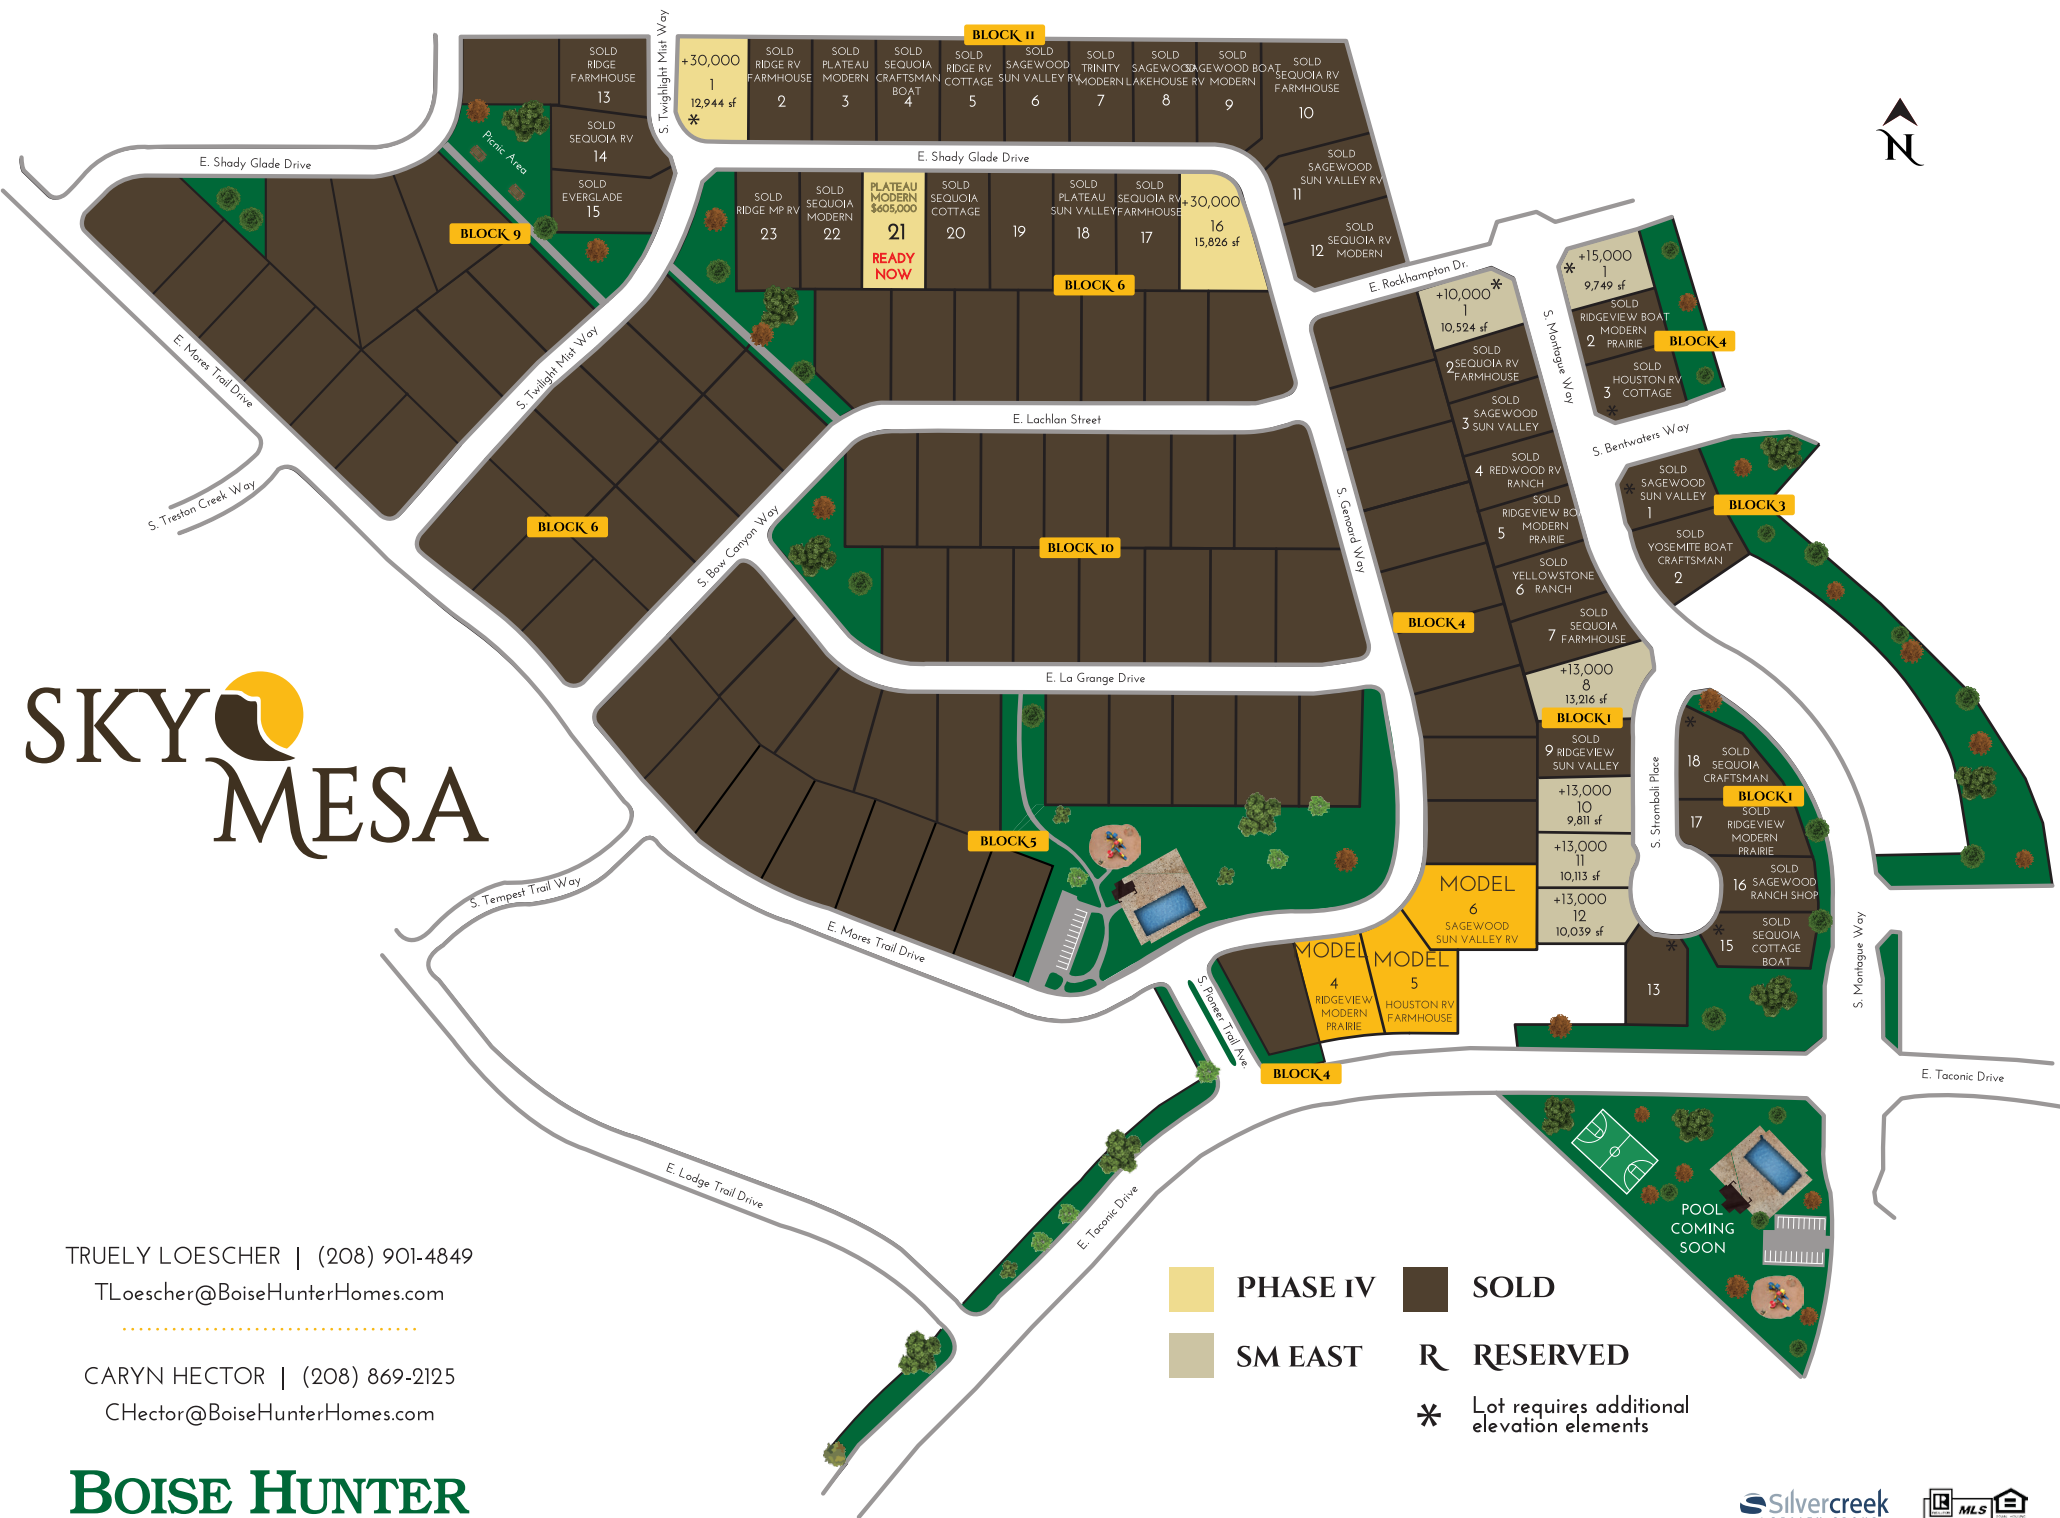 BLOCK 11
SOLD
RIDGE
FARMHOUSE
13
SOLD
SEQUOIA RV
14
SOLD
EVERGLADE
15
Picnic Area
BLOCK 9
S. Twighlight Mist Way
+30,000
1
12,944 sf
*
SOLD
RIDGE RV
FARMHOUSE
2
SOLD
PLATEAU
MODERN
3
SOLD
SEQUOIA
CRAFTSMAN
BOAT
4
SOLD
RIDGE RV
COTTAGE
5
SOLD
SAGEWOOD
SUN VALLEY RV
6
SOLD
TRINITY
MODERN
7
SOLD
SAGEWOOD
LAKEHOUSE RV
8
SOLD
SAGEWOOD BOAT
MODERN
9
SOLD
SEQUOIA RV
FARMHOUSE
10
SOLD
SAGEWOOD
SUN VALLEY RV
11
SOLD
SEQUOIA RV
MODERN
12
N
E. Shady Glade Drive
E. Shady Glade Drive
SOLD
RIDGE MP RV
23
SOLD
SEQUOIA
MODERN
22
PLATEAU
MODERN
$605,000
21
READY
NOW
SOLD
SEQUOIA
COTTAGE
20
19
SOLD
PLATEAU
SUN VALLEY
18
SOLD
SEQUOIA RV
FARMHOUSE
17
+30,000
16
15,826 sf
BLOCK 6
E. Rockhampton Dr.
+10,000
*
1
10,524 sf
SOLD
2 SEQUOIA RV
FARMHOUSE
SOLD
SAGEWOOD
3 SUN VALLEY
SOLD
4 REDWOOD RV
RANCH
SOLD
RIDGEVIEW BO
MODERN
5 PRAIRIE
SOLD
YELLOWSTONE
6 RANCH
SOLD
SEQUOIA
7 FARMHOUSE
+13,000
8
13,216 sf
BLOCK 1
SOLD
9 RIDGEVIEW
SUN VALLEY
+13,000
10
9,811 sf
+13,000
11
10,113 sf
+13,000
12
10,039 sf
13
*
S. Montague Way
+15,000
*
1
9,749 sf
SOLD
RIDGEVIEW BOAT
MODERN
2 PRAIRIE
BLOCK 4
SOLD
HOUSTON RV
3 COTTAGE
*
S. Bentwaters Way
SOLD
SAGEWOOD
* SUN VALLEY
1
BLOCK 3
SOLD
YOSEMITE BOAT
CRAFTSMAN
2
*
SOLD
18 SEQUOIA
CRAFTSMAN
BLOCK 1
SOLD
17 RIDGEVIEW
MODERN
PRAIRIE
SOLD
16 SAGEWOOD
RANCH SHOP
*
SOLD
SEQUOIA
15 COTTAGE
BOAT
S. Stromboli Place
S. Montague Way
E. Mores Trail Drive
S. Twilight Mist Way
S. Treston Creek Way
BLOCK 6
S. Bow Canyon Way
E. Lachlan Street
BLOCK 10
S. Genoard Way
BLOCK 4
E. La Grange Drive
BLOCK 5
SKY
MESA
S. Tempest Trail Way
E. Mores Trail Drive
MODEL
6
SAGEWOOD
SUN VALLEY RV
MODEL
4
RIDGEVIEW
MODERN
PRAIRIE
MODEL
5
HOUSTON RV
FARMHOUSE
S. Pioneer Trail Ave.
BLOCK 4
E. Taconic Drive
E. Lodge Trail Drive
E. Taconic Drive
POOL
COMING
SOON
TRUELY LOESCHER | (208) 901-4849
TLoescher@BoiseHunterHomes.com
CARYN HECTOR | (208) 869-2125
CHector@BoiseHunterHomes.com
BOISE HUNTER
PHASE IV
SOLD
SM EAST
R RESERVED
* Lot requires additional
elevation elements
Silvercreek
R MLS